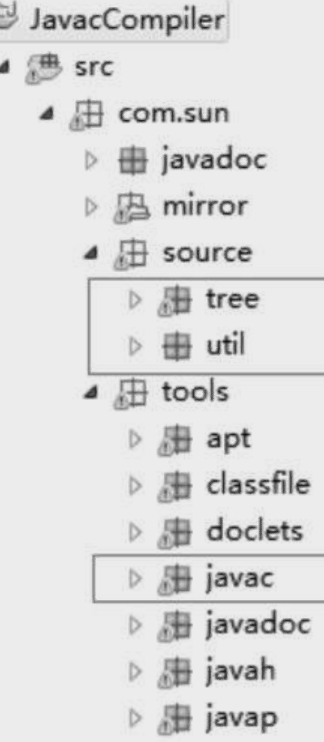 JavacCompiler
src
com.sun
javadoc
mirror
source
tree
util
tools
apt
classfile
doclets
javac
javadoc
javah
javap